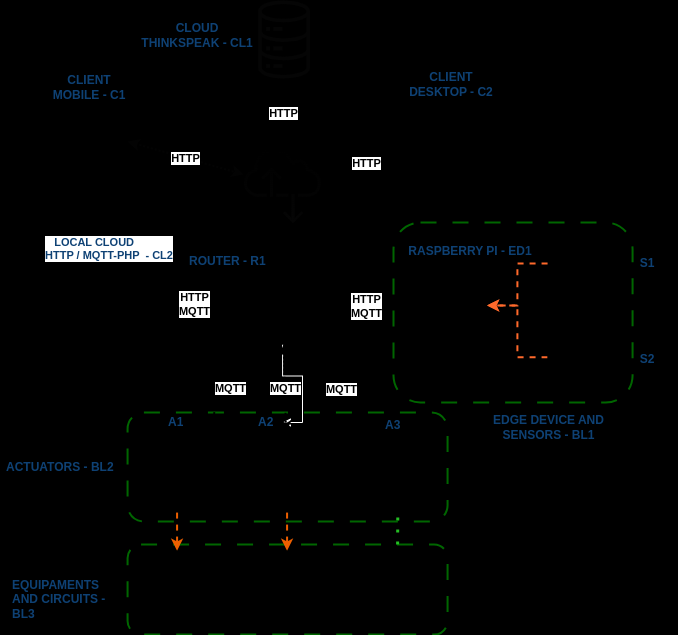 CLOUD
THINKSPEAK - CL1
CLIENT
MOBILE - C1
CLIENT
DESKTOP - C2
HTTP
HTTP
HTTP
LOCAL CLOUD
HTTP / MQTT-PHP - CL2
ROUTER - R1
RASPBERRY PI - ED1
S1
HTTP
MQTT
HTTP
MQTT
S2
MQTT
MQTT
MQTT
A1
A2
A3
EDGE DEVICE AND
SENSORS - BL1
ACTUATORS - BL2
EQUIPAMENTS
AND CIRCUITS -
BL3